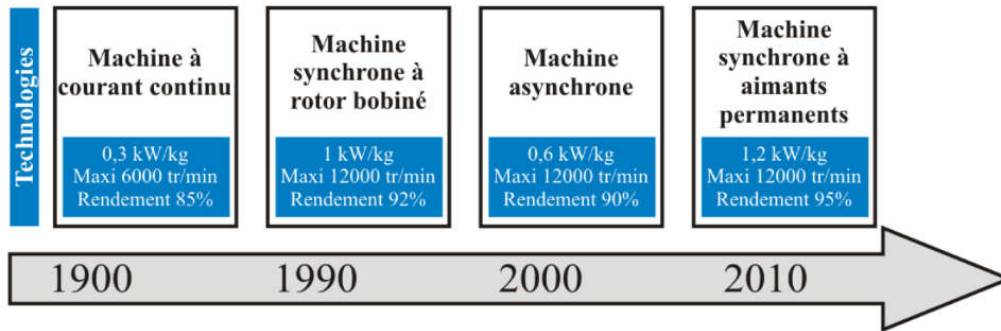 Technologies
Machine à
courant continu
0,3 kW/kg
Maxi 6000 tr/min
Rendement 85%
Machine
synchrone à
rotor bobiné
1 kW/kg
Maxi 12000 tr/min
Rendement 92%
Machine
asynchrone
0,6 kW/kg
Maxi 12000 tr/min
Rendement 90%
Machine
synchrone à
aimants
permanents
1,2 kW/kg
Maxi 12000 tr/min
Rendement 95%
1900
1990
2000
2010